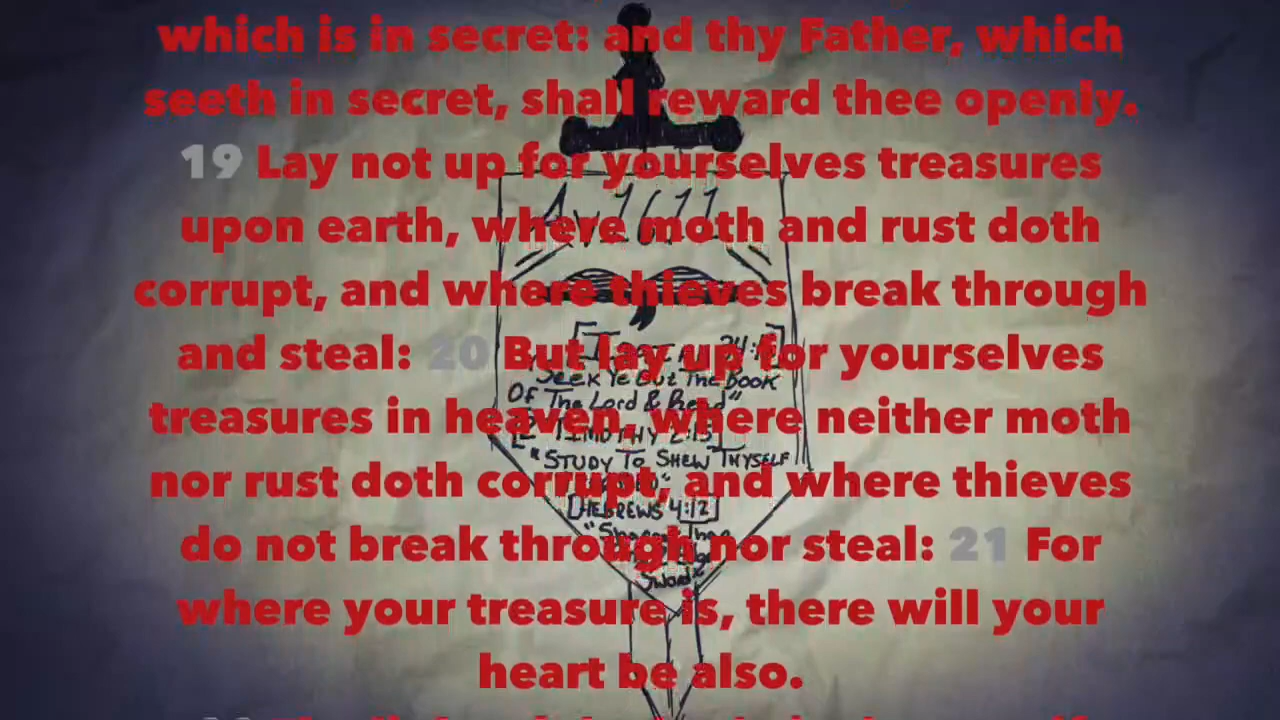 which is in secret: and thy Father, which
seeth in secret, shall reward thee openly.
19 Lay not up for yourselves treasures
upon earth, where moth and rust doth
corrupt, and where thieves break through
and steal: 20 But lay up for yourselves
treasures in heaven, where neither moth
nor rust doth corrupt, and where thieves
do not break through nor steal: 21 For
where your treasure is, there will your
heart be also.
Av 1611
Seek Ye Out The Book
Of The Lord & Read"
TIMOTHY 2:15
"STUDY TO SHEW THYSELF
[HEBREWS 4:12]
Than
Sword"